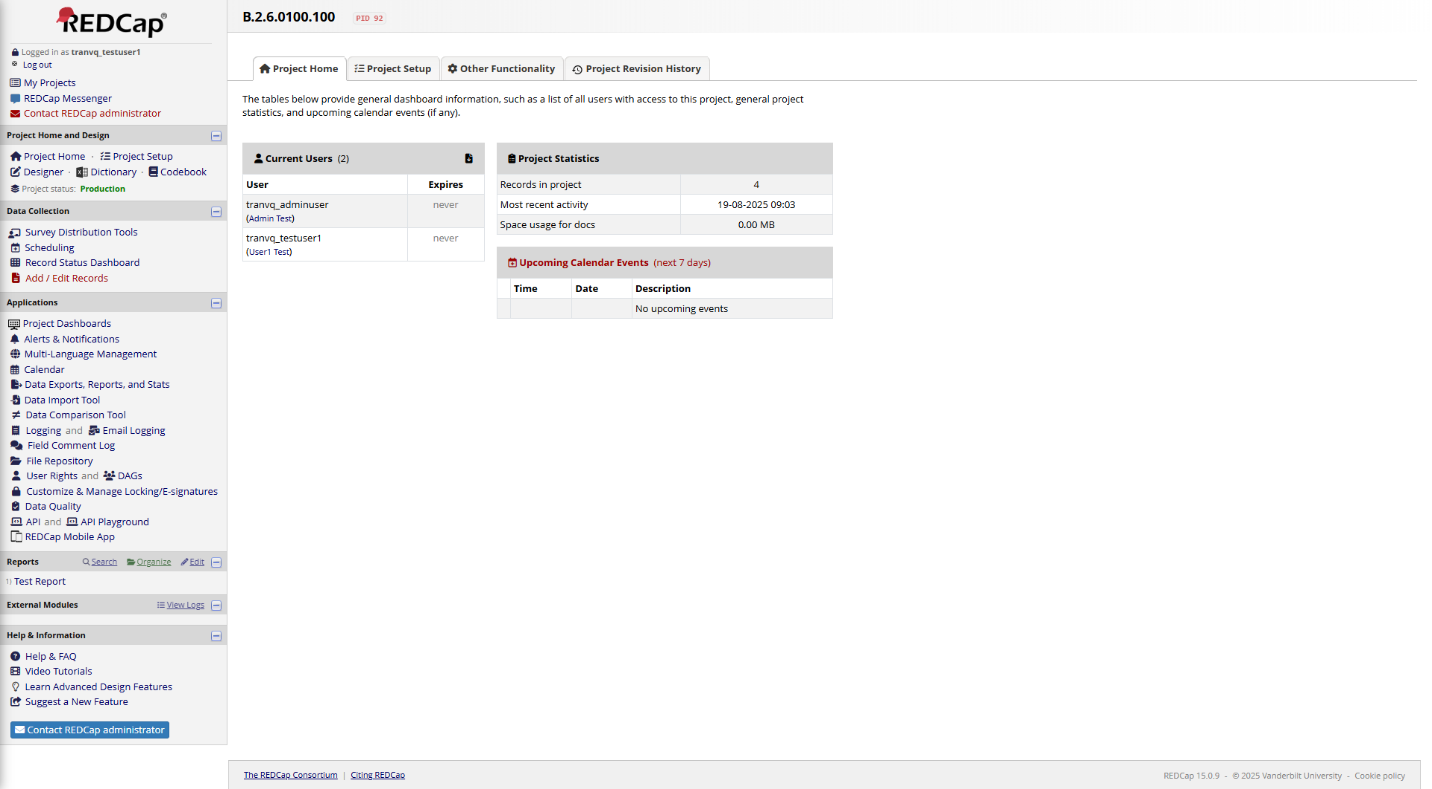 REDCap
Logged in as tranvq_testuser1
Log out
My Projects
REDCap Messenger
Contact REDCap administrator
Project Home and Design
Project Home · Project Setup
Designer · Dictionary · Codebook
Project status: Production
Data Collection
Survey Distribution Tools
Scheduling
Record Status Dashboard
Add / Edit Records
Applications
Project Dashboards
Alerts & Notifications
Multi-Language Management
Calendar
Data Exports, Reports, and Stats
Data Import Tool
Data Comparison Tool
Logging and Email Logging
Field Comment Log
File Repository
User Rights and DAGs
Customize & Manage Locking/E-signatures
Data Quality
API and API Playground
REDCap Mobile App
Reports Search Organize Edit
1) Test Report
External Modules View Logs
Help & Information
Help & FAQ
Video Tutorials
Learn Advanced Design Features
Suggest a New Feature
Contact REDCap administrator
B.2.6.0100.100 PID 92
Project Home Project Setup Other Functionality Project Revision History
The tables below provide general dashboard information, such as a list of all users with access to this project, general project
statistics, and upcoming calendar events (if any).
Current Users (2)
User Expires
tranvq_adminuser never
(Admin Test)
tranvq_testuser1 never
(User1 Test)
Project Statistics
Records in project 4
Most recent activity 19-08-2025 09:03
Space usage for docs 0.00 MB
Upcoming Calendar Events (next 7 days)
Time Date Description
No upcoming events
The REDCap Consortium | Citing REDCap
REDCap 15.0.9 - © 2025 Vanderbilt University - Cookie policy